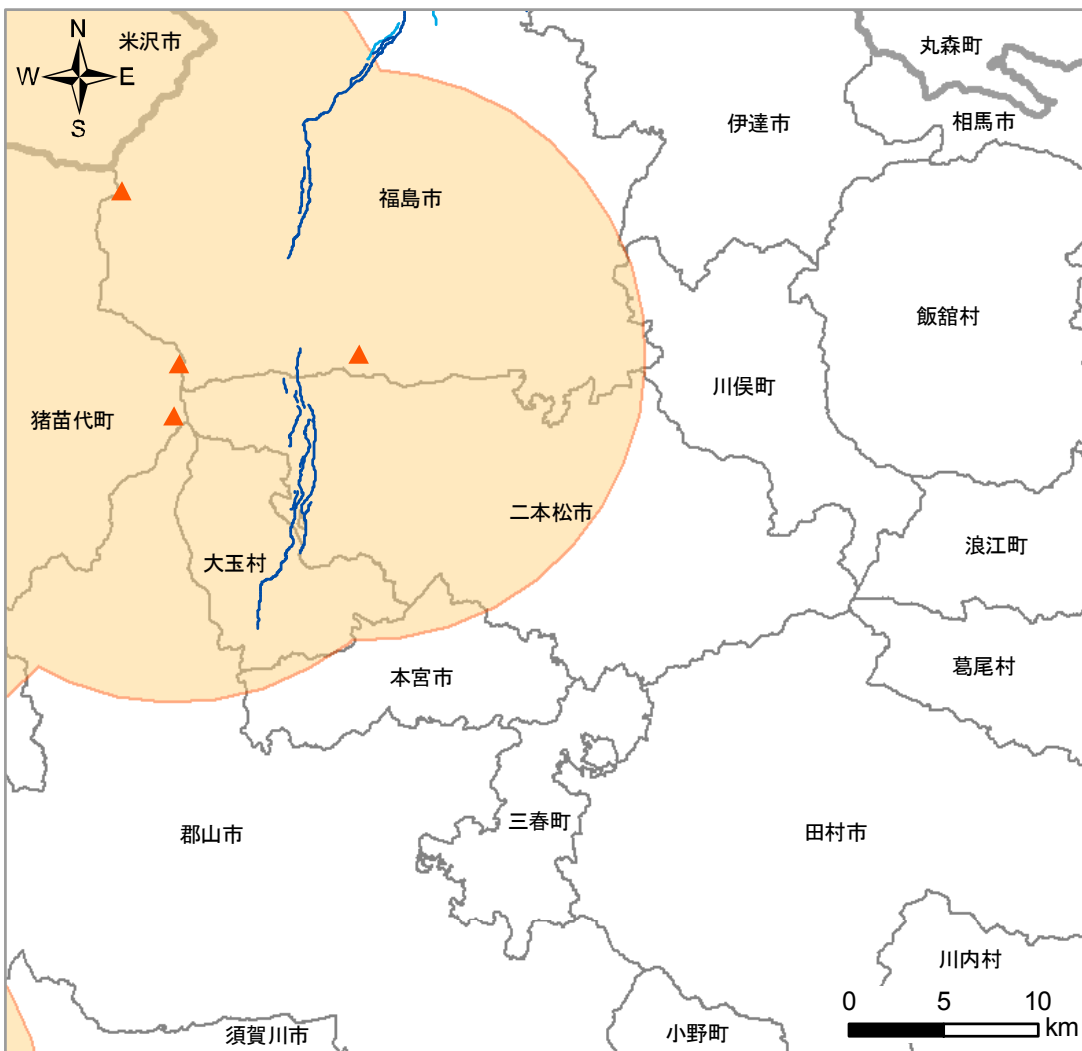 N
W
E
S
米沢市
丸森町
伊達市
相馬市
福島市
飯舘村
川俣町
猪苗代町
二本松市
浪江町
大玉村
葛尾村
本宮市
三春町
郡山市
田村市
川内村
須賀川市
小野町
0 5 10
km